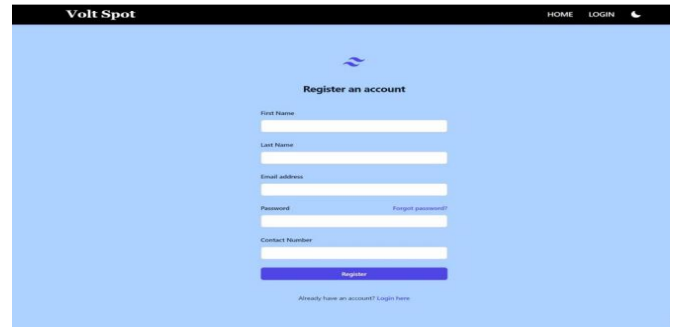 Volt Spot HOME LOGIN
Register an account
First Name
Last Name
Email address
Password Forgot password?
Contact Number
Register
Already have an account? Login here